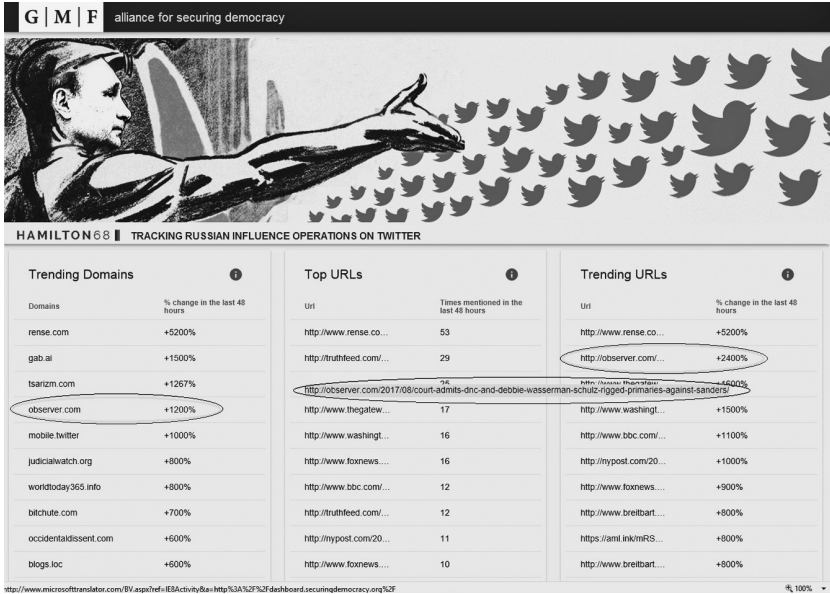 G | M | F alliance for securing democracy
HAMILTON68 TRACKING RUSSIAN INFLUENCE OPERATIONS ON TWITTER
Trending Domains
Domains % change in the last 48 hours
rense.com +5200%
gab.ai +1500%
tsarizm.com +1267%
observer.com +1200%
mobile.twitter +1000%
judicialwatch.org +800%
worldtoday365.info +800%
bitchute.com +700%
occidentaldissent.com +600%
blogs.loc +600%
Top URLs
Url Times mentioned in the last 48 hours
http://www.rense.co... 53
http://truthfeed.com/... 29
25
http://observer.com/2017/08/court-admits-dnc-and-debbie-wasserman-schulz-rigged-primaries-against-sanders/
http://www.thegatew... 17
http://www.washingt... 16
http://www.foxnews.... 16
http://www.bbc.com/... 12
http://truthfeed.com/... 12
http://nypost.com/20... 11
http://www.foxnews.... 10
Trending URLs
Url % change in the last 48 hours
http://www.rense.co... +5200%
http://observer.com/... +2400%
http://www.thegatew... +1600%
http://www.washingt... +1500%
http://www.bbc.com/... +1100%
http://nypost.com/20... +1000%
http://www.foxnews.... +900%
http://www.breitbart.... +800%
https://aml.ink/mRS... +800%
http://www.breitbart.... +800%
http://www.microsofttranslator.com/BV.aspx?ref=IE8Activity&a=http%3A%2F%2Fdashboard.securingdemocracy.org%2F
100%